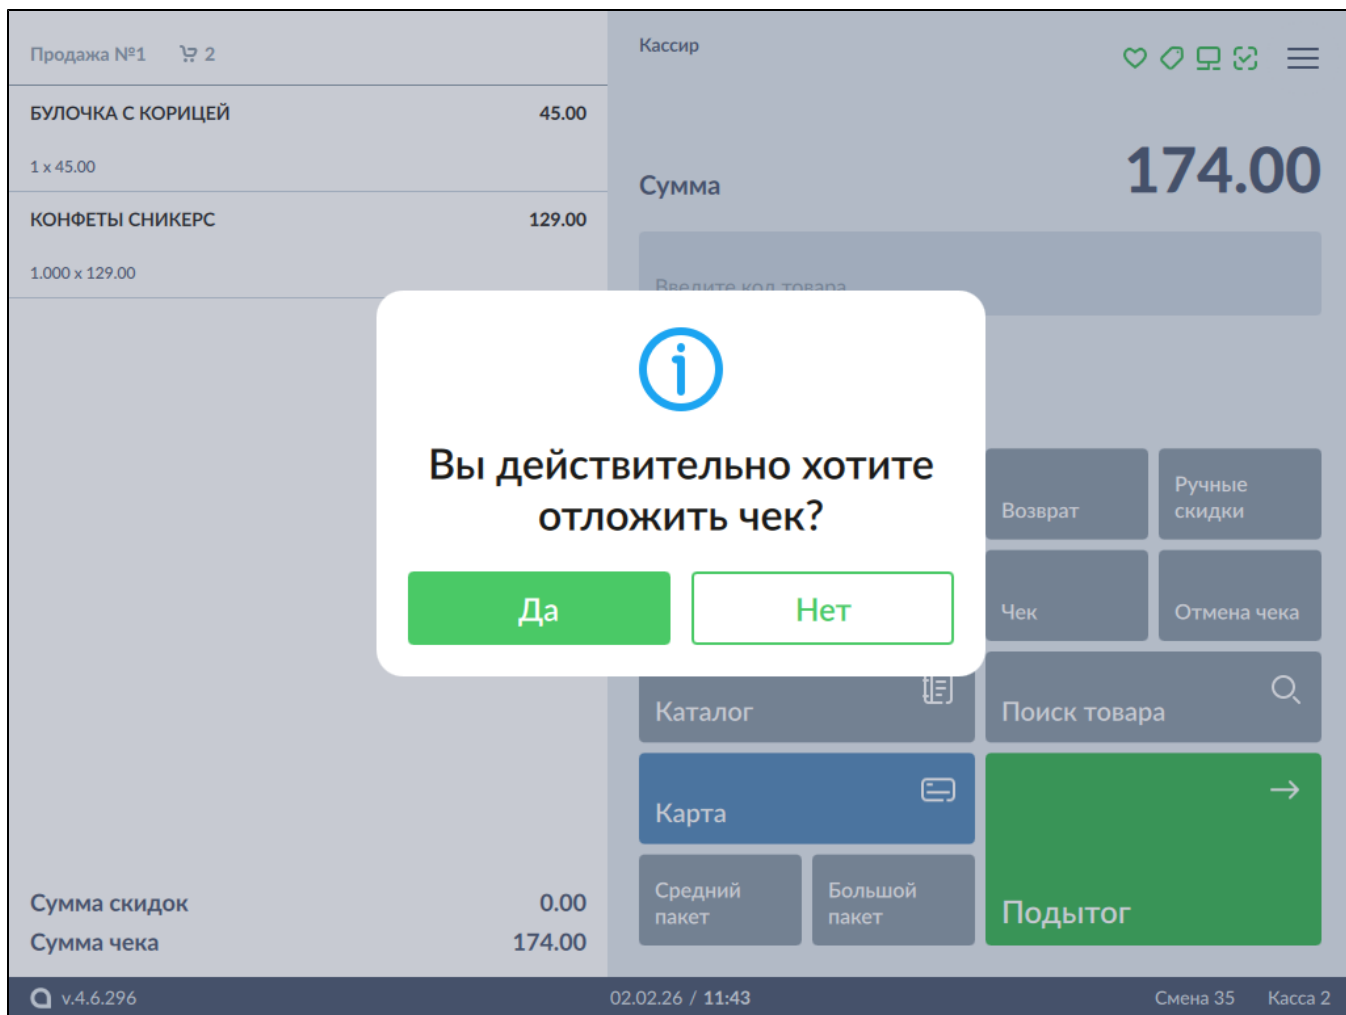 Продажа №1 2
БУЛОЧКА С КОРИЦЕЙ 45.00
1 x 45.00
КОНФЕТЫ СНИКЕРС 129.00
1.000 x 129.00
Кассир
Сумма 174.00
Введите код товара
Вы действительно хотите
отложить чек?
Да Нет
Возврат
Ручные
скидки
Чек
Отмена чека
Каталог
Поиск товара
Карта
Средний
пакет
Большой
пакет
Подытог
Сумма скидок 0.00
Сумма чека 174.00
v.4.6.296 02.02.26 / 11:43 Смена 35 Касса 2